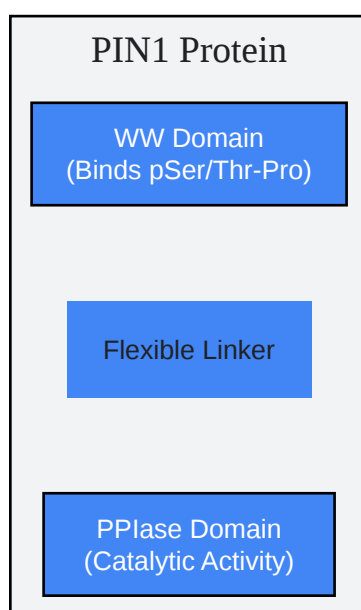 PIN1 Protein
WW Domain
(Binds pSer/Thr-Pro)
Flexible Linker
PPIase Domain
(Catalytic Activity)